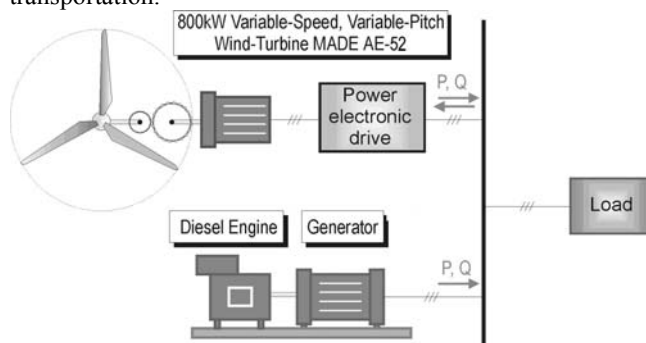 transportation.
800kW Variable-Speed, Variable-Pitch
Wind-Turbine MADE AE-52
P, Q
Power
electronic
drive
Load
Diesel Engine
Generator
P, Q